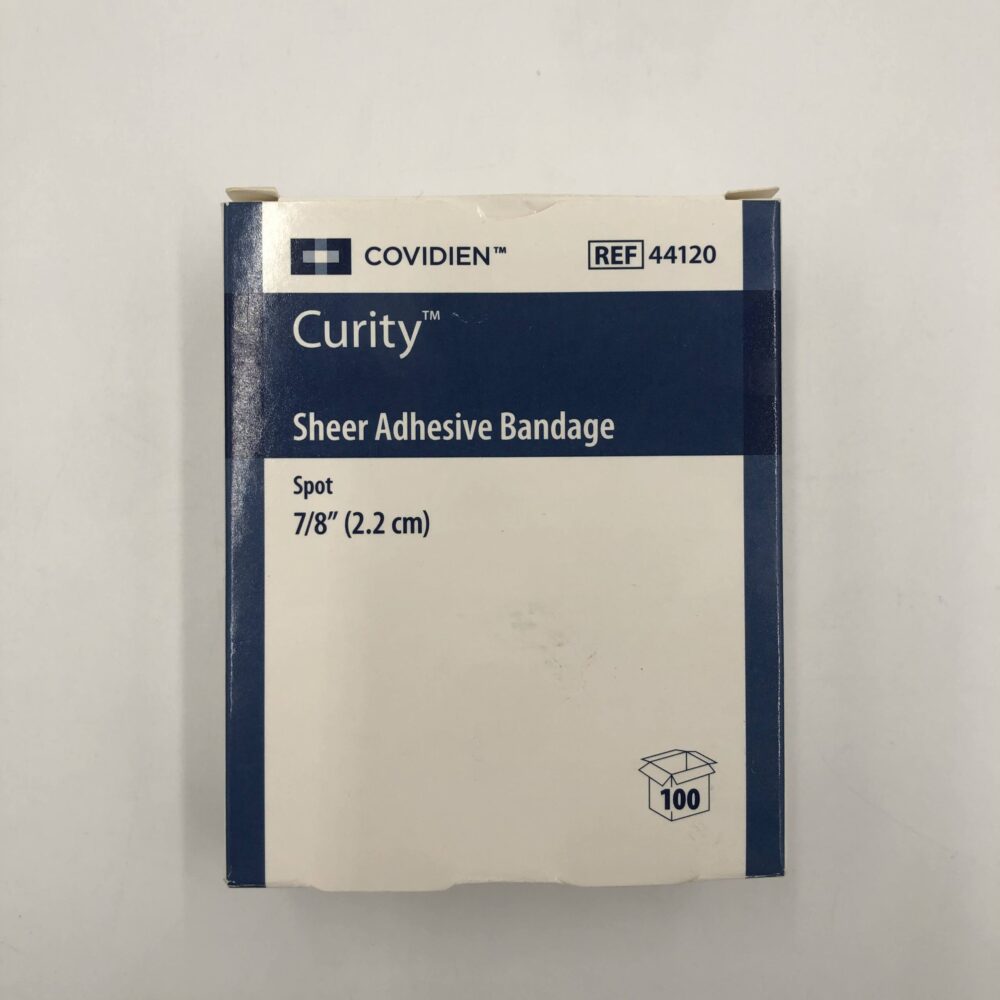 COVIDIEN™
REF 44120
Curity™
Sheer Adhesive Bandage
Spot
7/8” (2.2 cm)
100